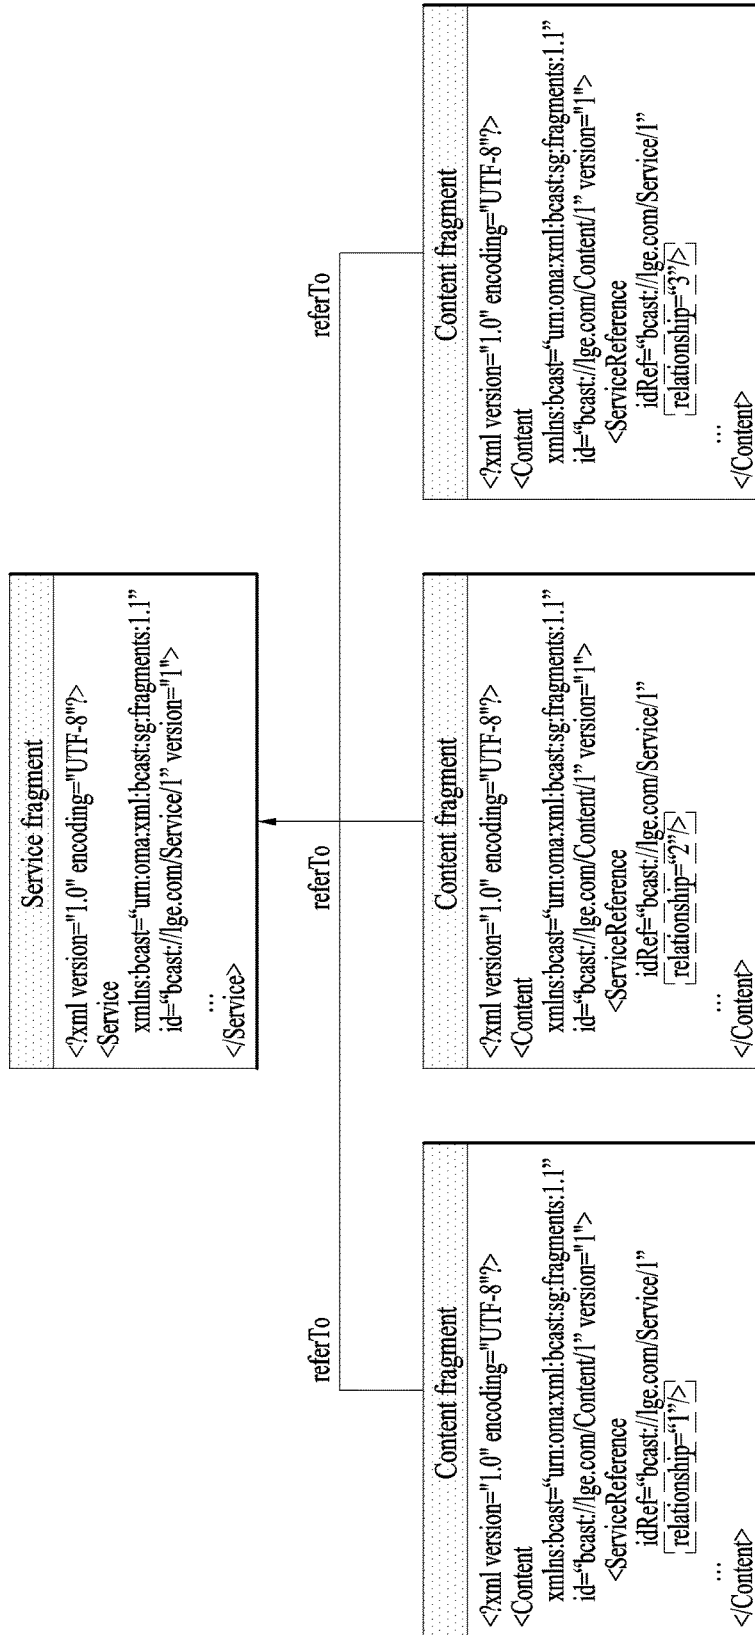 Service fragment
<?xml version="1.0" encoding="UTF-8"?>
<Service
xmlns:bcast=“urn:oma:xml:bcast:sg:fragments:1.1”
id=“bcast://lge.com/Service/1” version="1">
...
</Service>
referTo
referTo
referTo
Content fragment
<?xml version="1.0" encoding="UTF-8"?>
<Content
xmlns:bcast=“urn:oma:xml:bcast:sg:fragments:1.1”
id=“bcast://lge.com/Content/1” version="1">
<ServiceReference
idRef=“bcast://lge.com/Service/1”
relationship=“1”/>
...
</Content>
Content fragment
<?xml version="1.0" encoding="UTF-8"?>
<Content
xmlns:bcast=“urn:oma:xml:bcast:sg:fragments:1.1”
id=“bcast://lge.com/Content/1” version="1">
<ServiceReference
idRef=“bcast://lge.com/Service/1”
relationship=“2”/>
...
</Content>
Content fragment
<?xml version="1.0" encoding="UTF-8"?>
<Content
xmlns:bcast=“urn:oma:xml:bcast:sg:fragments:1.1”
id=“bcast://lge.com/Content/1” version="1">
<ServiceReference
idRef=“bcast://lge.com/Service/1”
relationship=“3”/>
...
</Content>